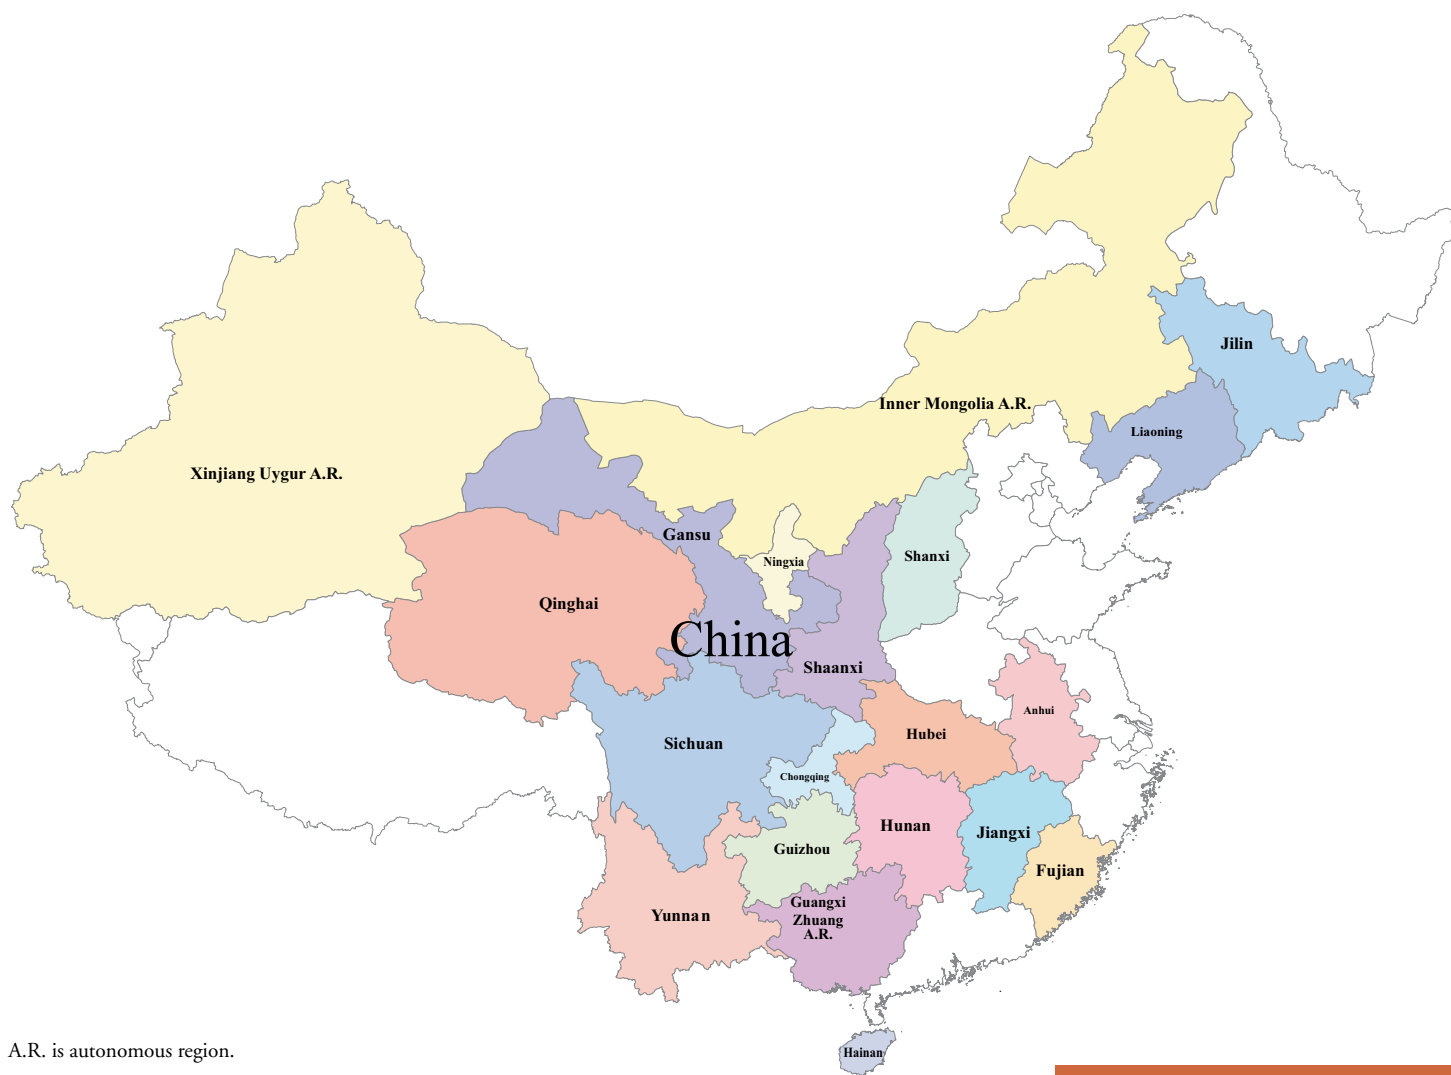 Jilin
Inner Mongolia A.R.
Liaoning
Xinjiang Uygur A.R.
Gansu
Shanxi
Ningxia
Qinghai
China
Shaanxi
Anhui
Hubei
Sichuan
Chongqing
Hunan
Jiangxi
Guizhou
Fujian
Guangxi
Zhuang
A.R.
Yunnan
Hainan
A.R. is autonomous region.